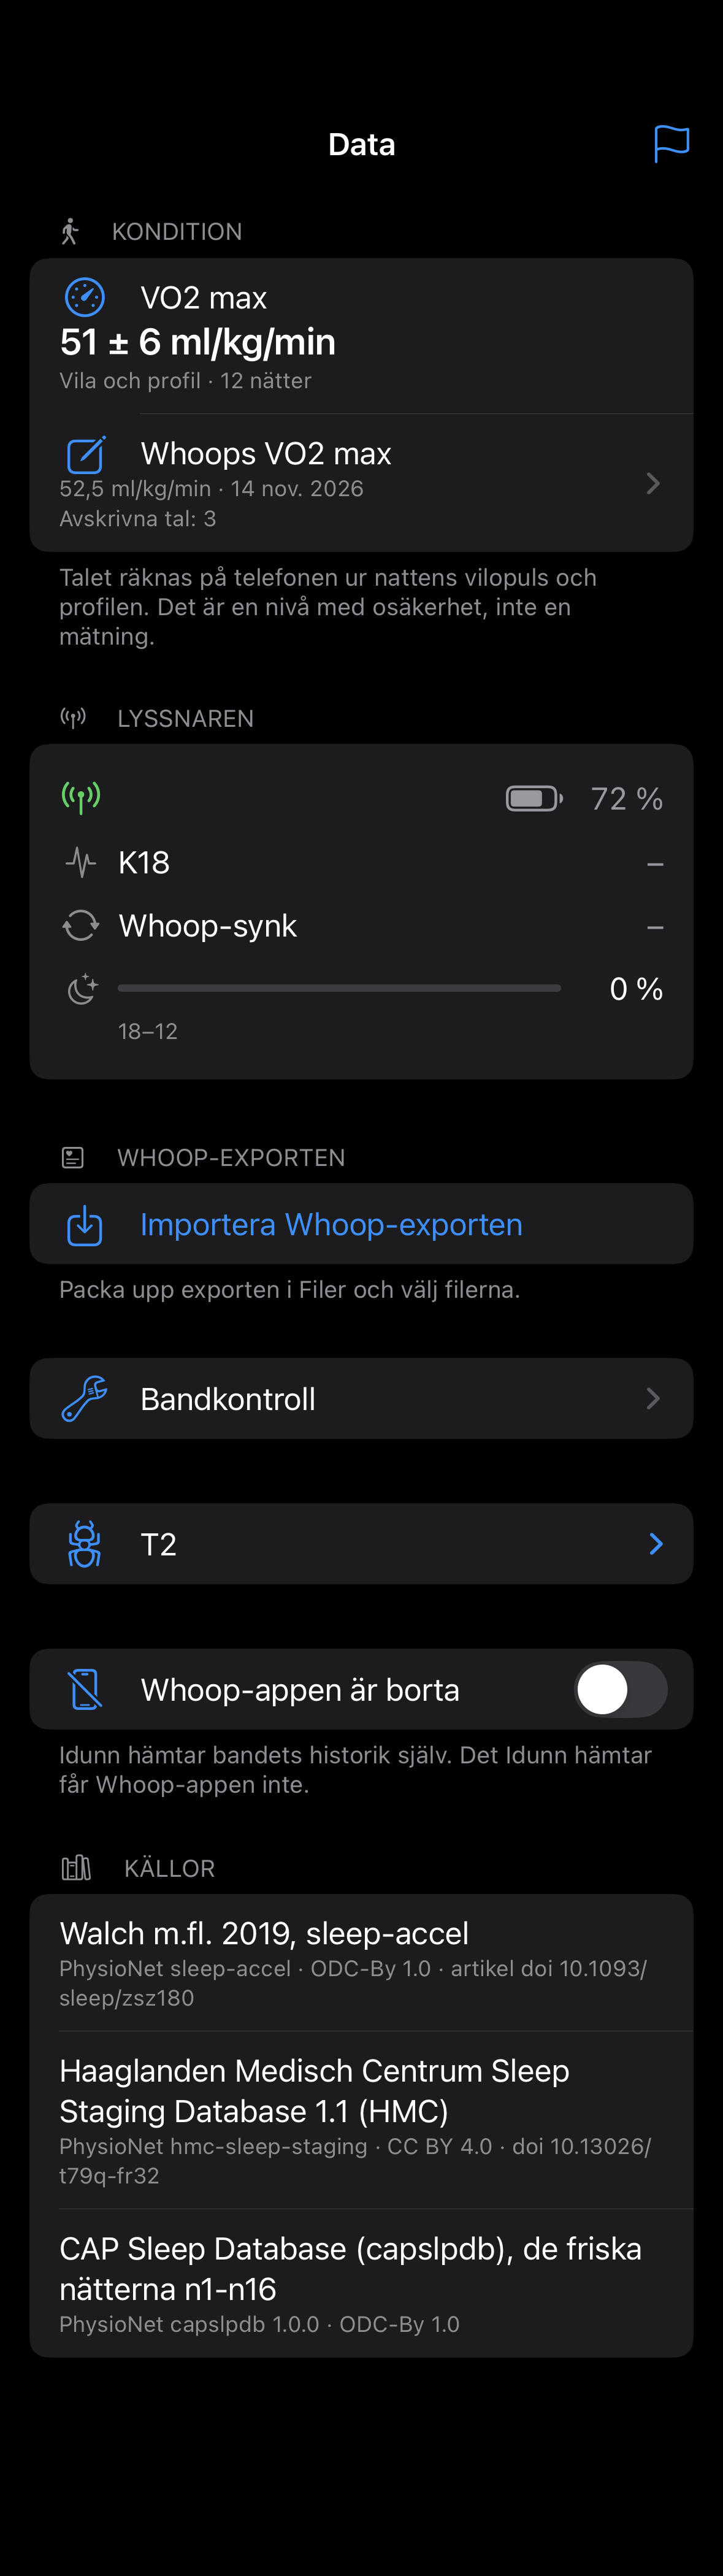 Data
KONDITION
VO2 max
51 ± 6 ml/kg/min
Vila och profil · 12 nätter
Whoops VO2 max
52,5 ml/kg/min · 14 nov. 2026
Avskrivna tal: 3
Talet räknas på telefonen ur nattens vilopuls och
profilen. Det är en nivå med osäkerhet, inte en
mätning.
LYSSNAREN
72 %
K18 –
Whoop-synk –
0 %
18–12
WHOOP-EXPORTEN
Importera Whoop-exporten
Packa upp exporten i Filer och välj filerna.
Bandkontroll
T2
Whoop-appen är borta
Idunn hämtar bandets historik själv. Det Idunn hämtar
får Whoop-appen inte.
KÄLLOR
Walch m.fl. 2019, sleep-accel
PhysioNet sleep-accel · ODC-By 1.0 · artikel doi 10.1093/
sleep/zsz180
Haaglanden Medisch Centrum Sleep
Staging Database 1.1 (HMC)
PhysioNet hmc-sleep-staging · CC BY 4.0 · doi 10.13026/
t79q-fr32
CAP Sleep Database (capslpdb), de friska
nätterna n1-n16
PhysioNet capslpdb 1.0.0 · ODC-By 1.0